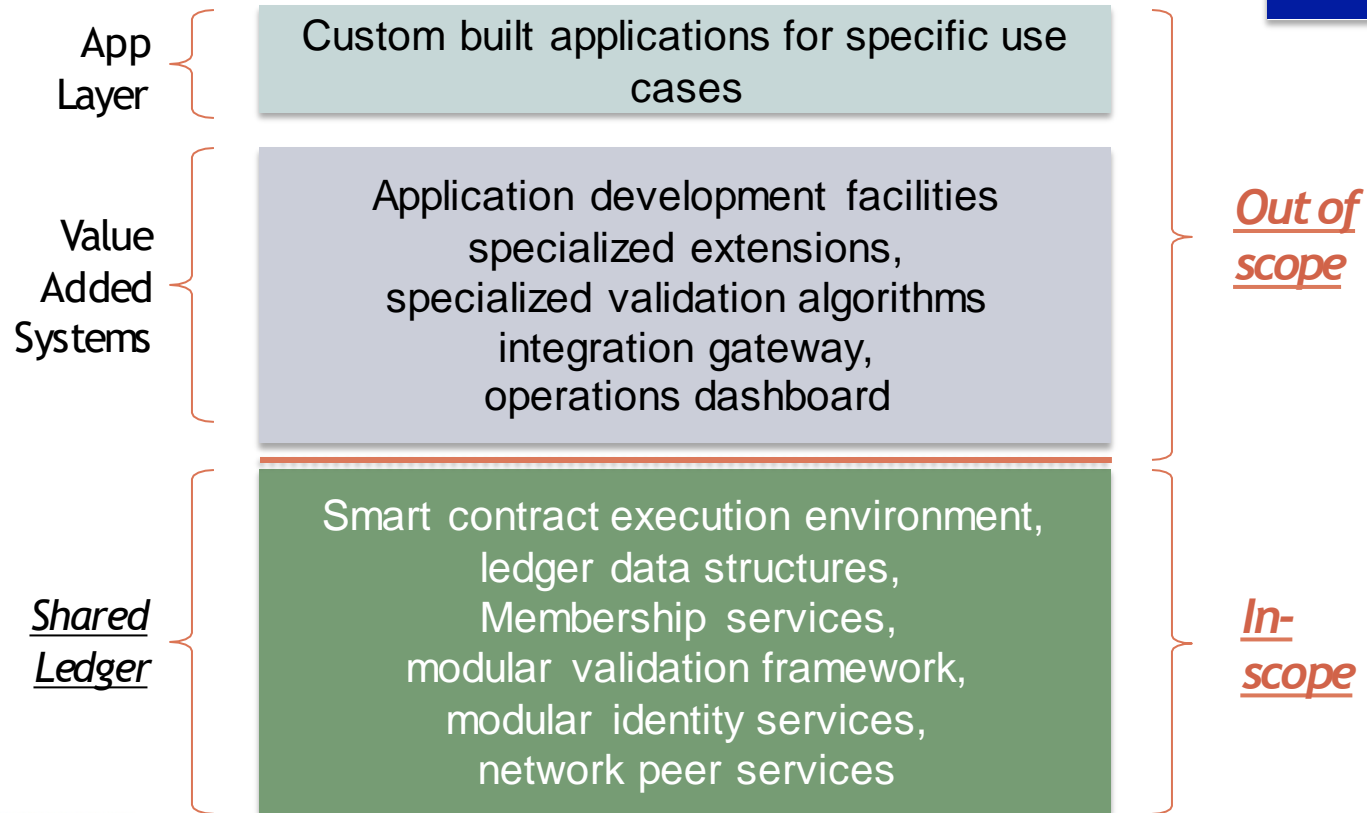 App
Layer
Custom built applications for specific use
cases
Value
Added
Systems
Application development facilities
specialized extensions,
specialized validation algorithms
integration gateway,
operations dashboard
Out of
scope
Shared
Ledger
Smart contract execution environment,
ledger data structures,
Membership services,
modular validation framework,
modular identity services,
network peer services
In-
scope